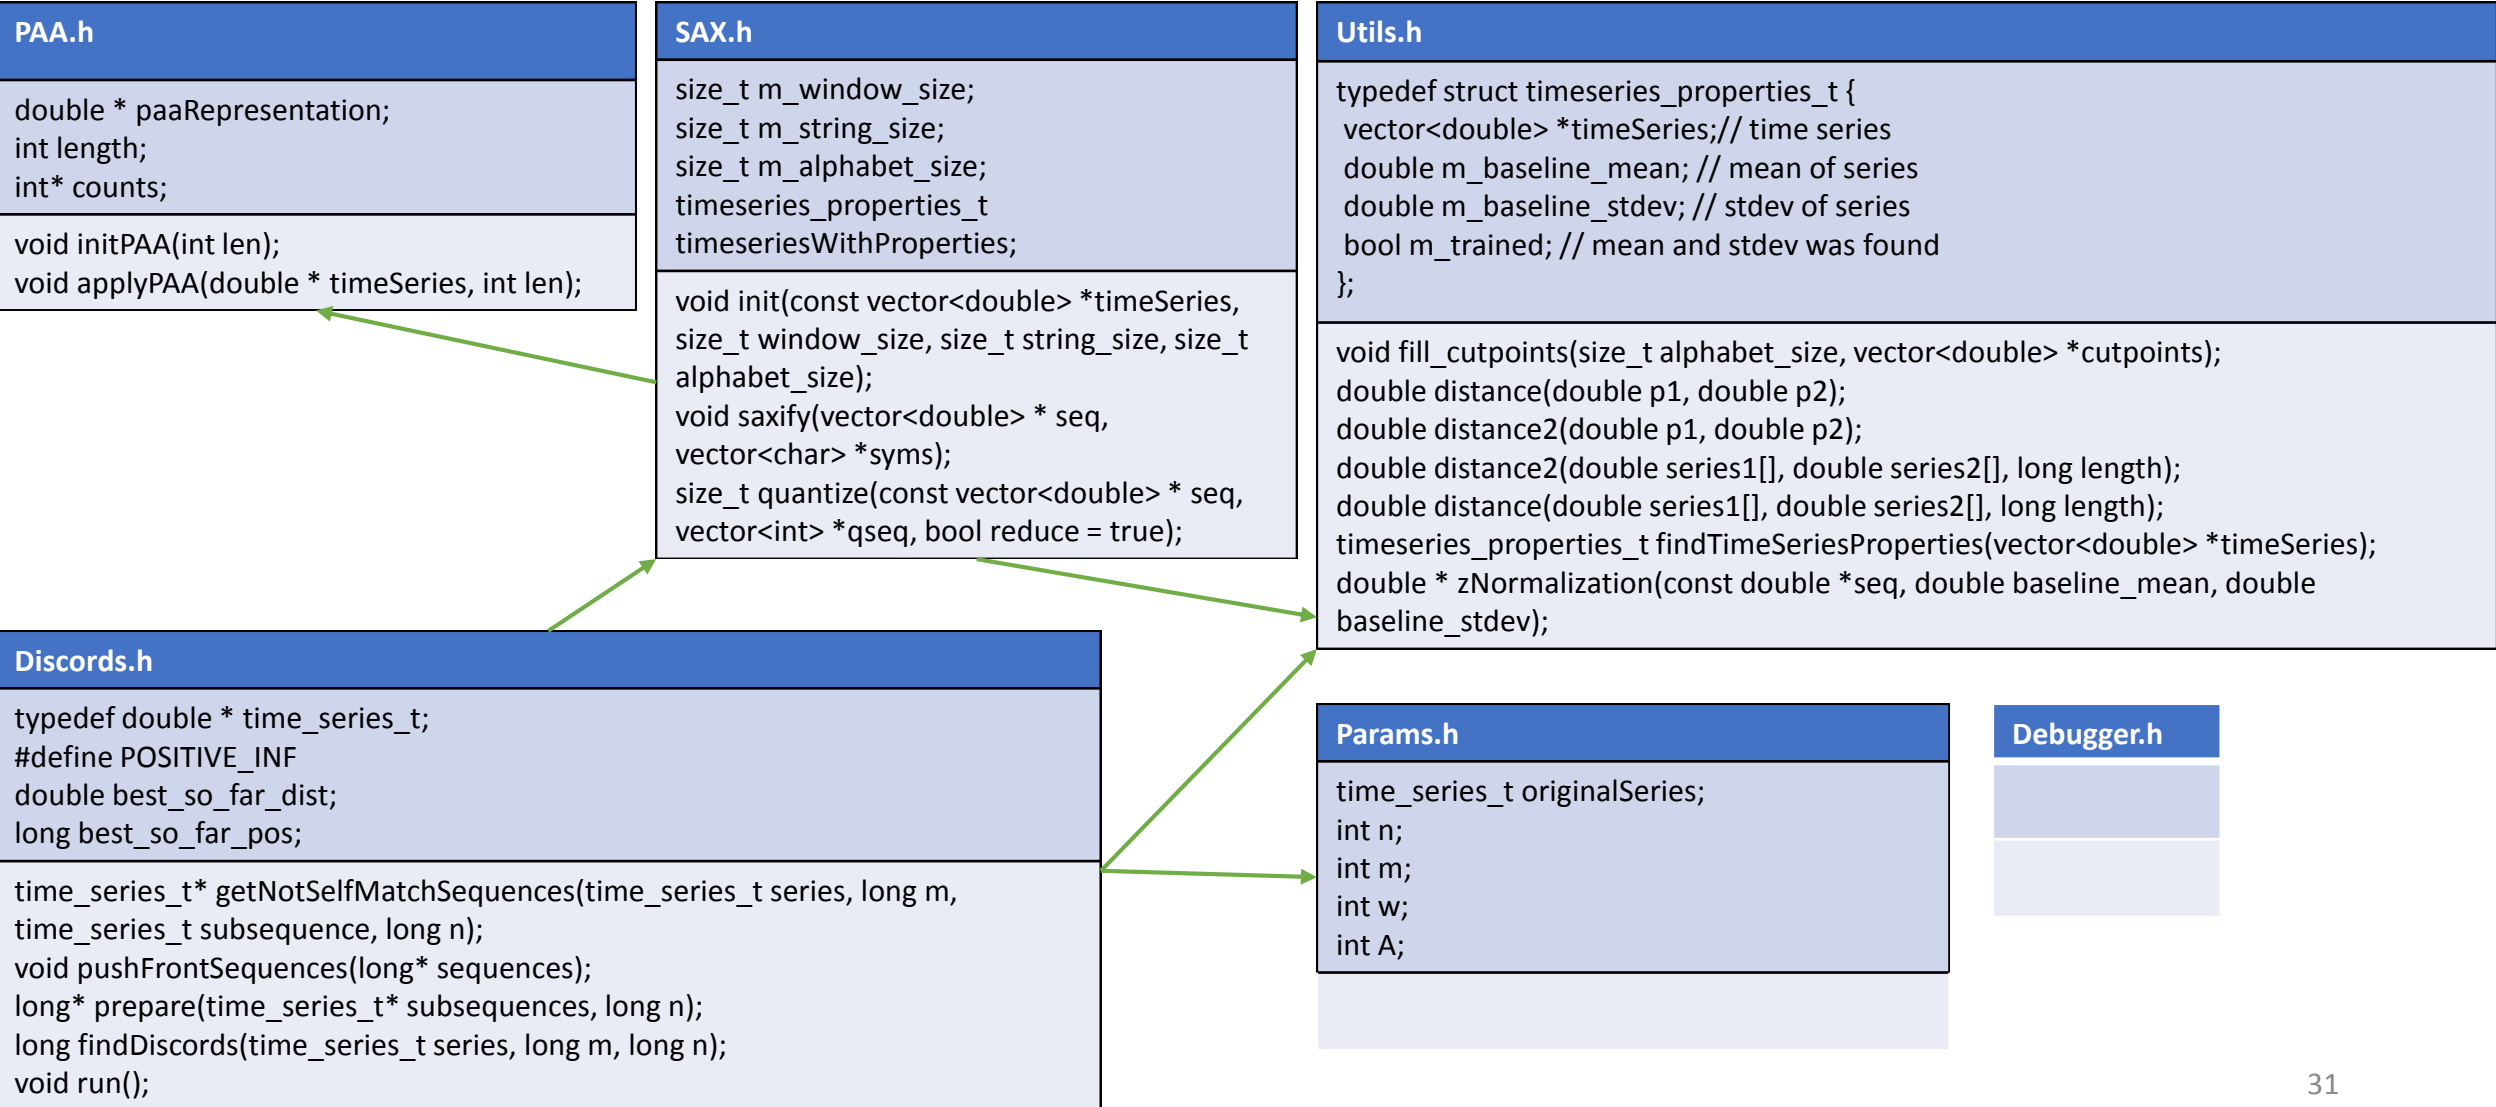 PAA.h
double * paaRepresentation;
int length;
int* counts;
void initPAA(int len);
void applyPAA(double * timeSeries, int len);
SAX.h
size_t m_window_size;
size_t m_string_size;
size_t m_alphabet_size;
timeseries_properties_t
timeseriesWithProperties;
void init(const vector<double> *timeSeries,
size_t window_size, size_t string_size, size_t
alphabet_size);
void saxify(vector<double> * seq,
vector<char> *syms);
size_t quantize(const vector<double> * seq,
vector<int> *qseq, bool reduce = true);
Utils.h
typedef struct timeseries_properties_t {
vector<double> *timeSeries;// time series
double m_baseline_mean; // mean of series
double m_baseline_stdev; // stdev of series
bool m_trained; // mean and stdev was found
};
void fill_cutpoints(size_t alphabet_size, vector<double> *cutpoints);
double distance(double p1, double p2);
double distance2(double p1, double p2);
double distance2(double series1[], double series2[], long length);
double distance(double series1[], double series2[], long length);
timeseries_properties_t findTimeSeriesProperties(vector<double> *timeSeries);
double * zNormalization(const double *seq, double baseline_mean, double
baseline_stdev);
Discords.h
typedef double * time_series_t;
#define POSITIVE_INF
double best_so_far_dist;
long best_so_far_pos;
time_series_t* getNotSelfMatchSequences(time_series_t series, long m,
time_series_t subsequence, long n);
void pushFrontSequences(long* sequences);
long* prepare(time_series_t* subsequences, long n);
long findDiscords(time_series_t series, long m, long n);
void run();
Params.h
time_series_t originalSeries;
int n;
int m;
int w;
int A;
Debugger.h
31